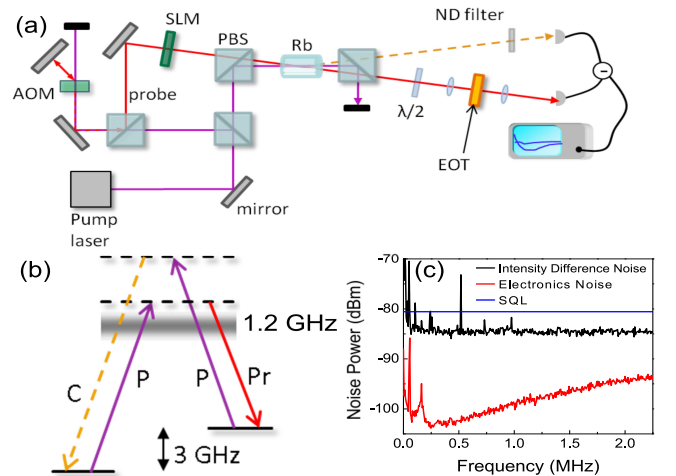 (a)
SLM
PBS
Rb
ND filter
AOM
probe
λ/2
EOT
Pump
laser
mirror
(b)
1.2 GHz
C
P
P
Pr
3 GHz
(c)
Intensity Difference Noise
Electronics Noise
SQL
Noise Power (dBm)
-70
-80
-90
-100
0.0
0.5
1.0
1.5
2.0
Frequency (MHz)